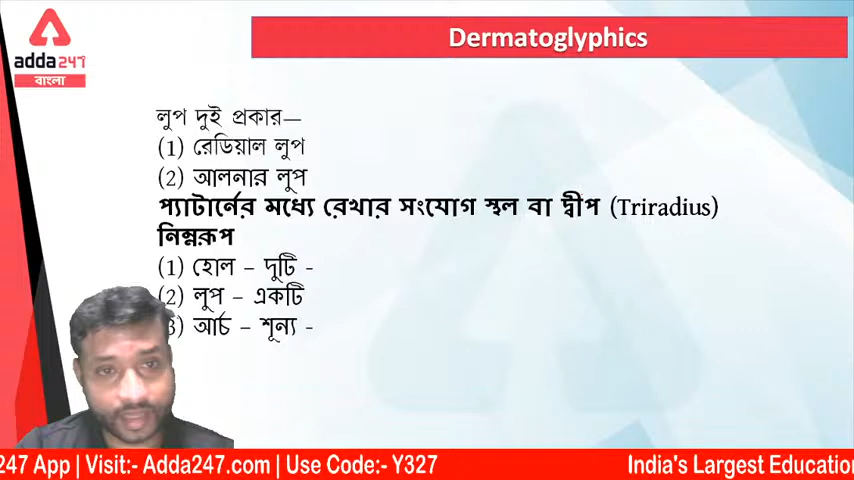 Dermatoglyphics
adda247
বাংলা
লুপ দুই প্রকার—
(1) রেডিয়াল লুপ
(2) আলনার লুপ
প্যাটার্নের মধ্যে রেখার সংযোগ স্থল বা দ্বীপ (Triradius)
নিম্নরূপ
(1) হোল – দুটি -
(2) লুপ – একটি
3) আর্চ – শূন্য -
247 App | Visit:- Adda247.com | Use Code:- Y327
India's Largest Education